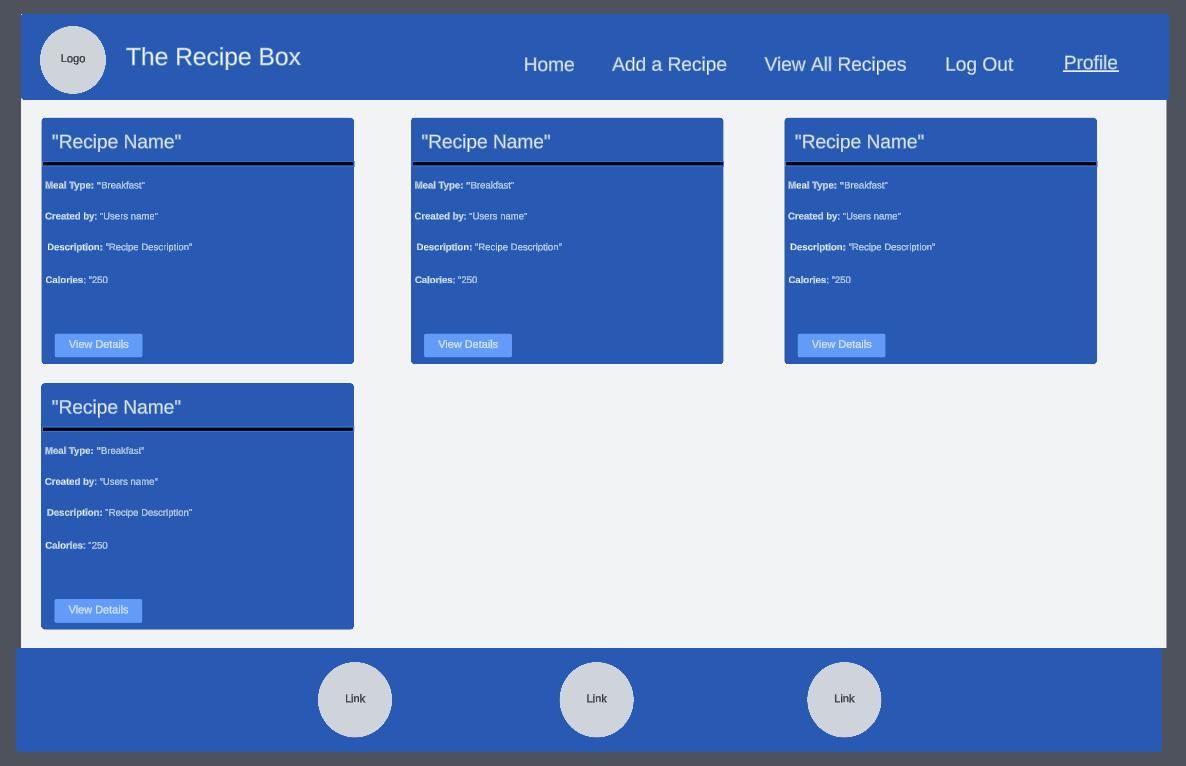 Logo
The Recipe Box
Home
Add a Recipe
View All Recipes
Log Out
Profile
"Recipe Name"
Meal Type: "Breakfast"
Created by: "Users name"
Description: "Recipe Description"
Calories: "250
View Details
"Recipe Name"
Meal Type: "Breakfast"
Created by: "Users name"
Description: "Recipe Description"
Calories: "250
View Details
"Recipe Name"
Meal Type: "Breakfast"
Created by: "Users name"
Description: "Recipe Description"
Calories: "250
View Details
"Recipe Name"
Meal Type: "Breakfast"
Created by: "Users name"
Description: "Recipe Description"
Calories: "250
View Details
Link
Link
Link